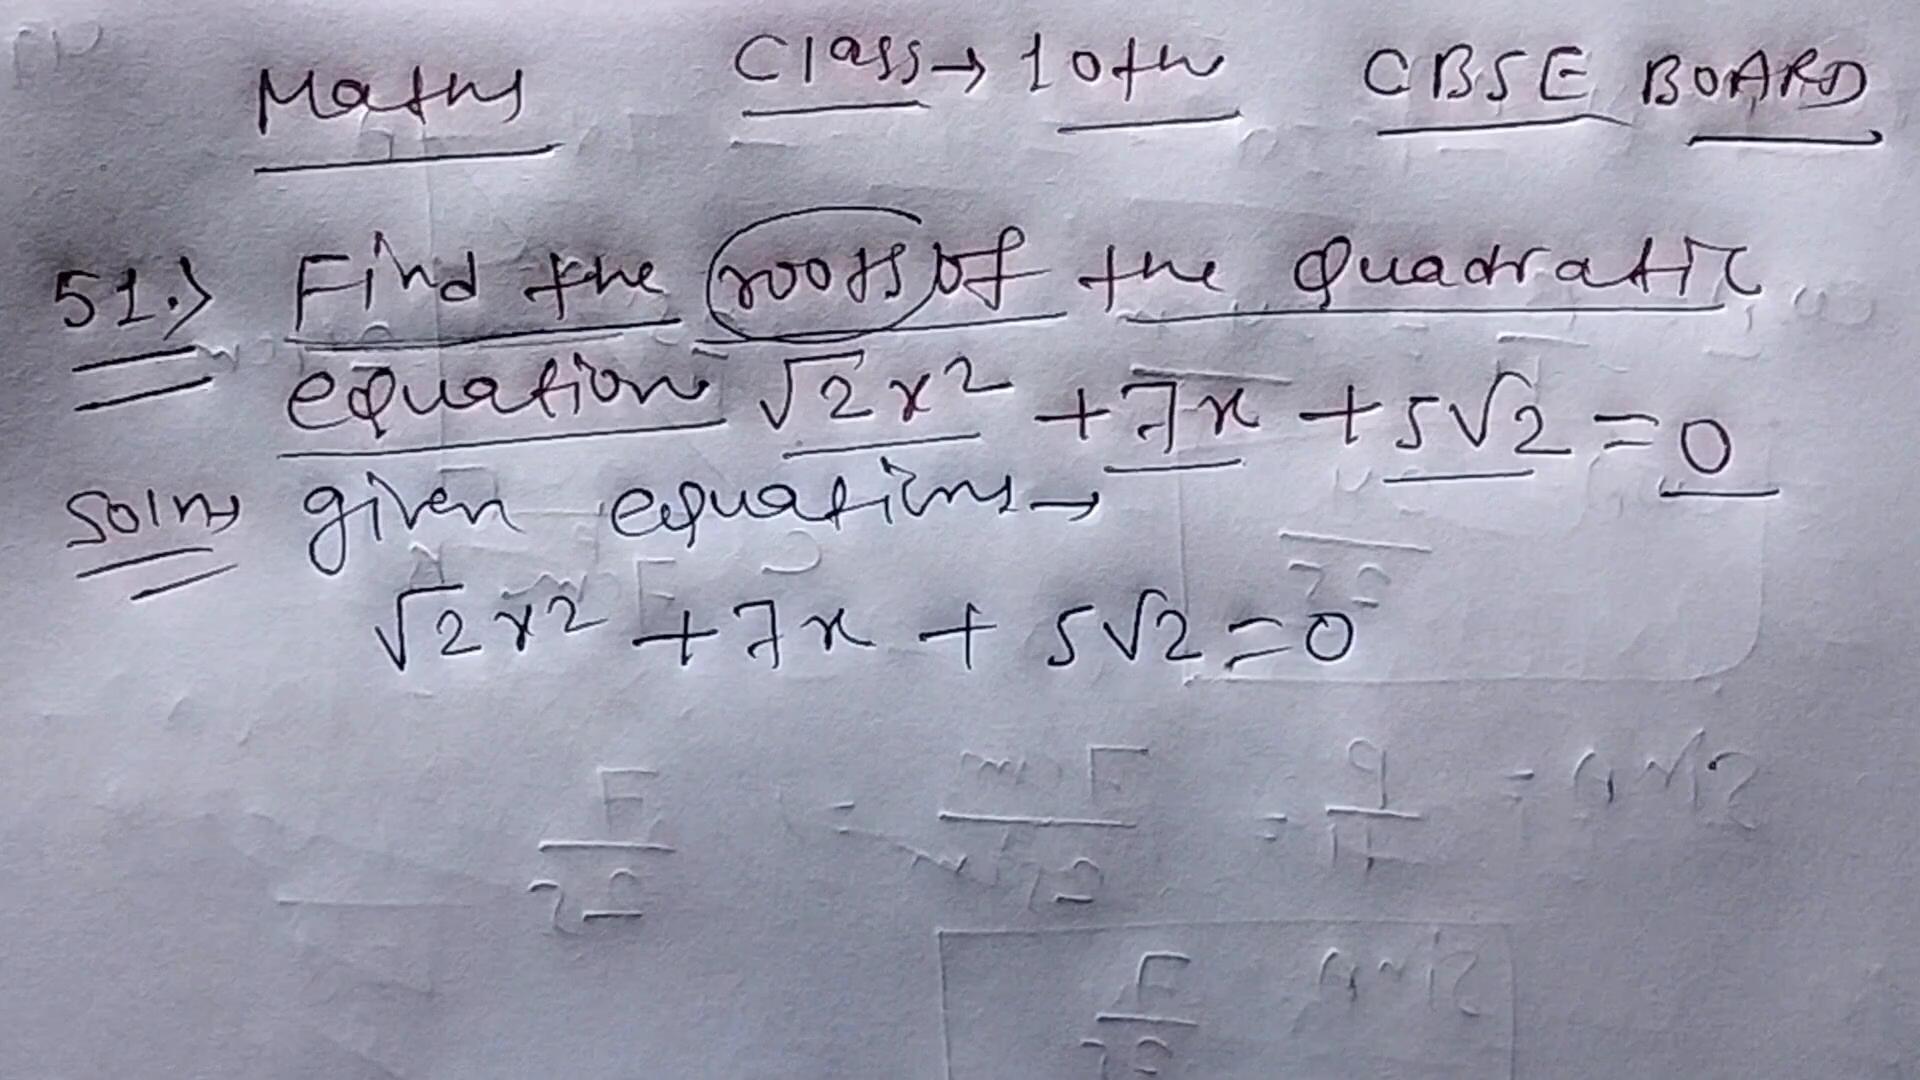 Maths Class→10th CBSE BOARD
51.> Find the roots of the quadratic
equation √2x² + 7x + 5√2 = 0
Soln→ given equations→
√2x² + 7x + 5√2 = 0